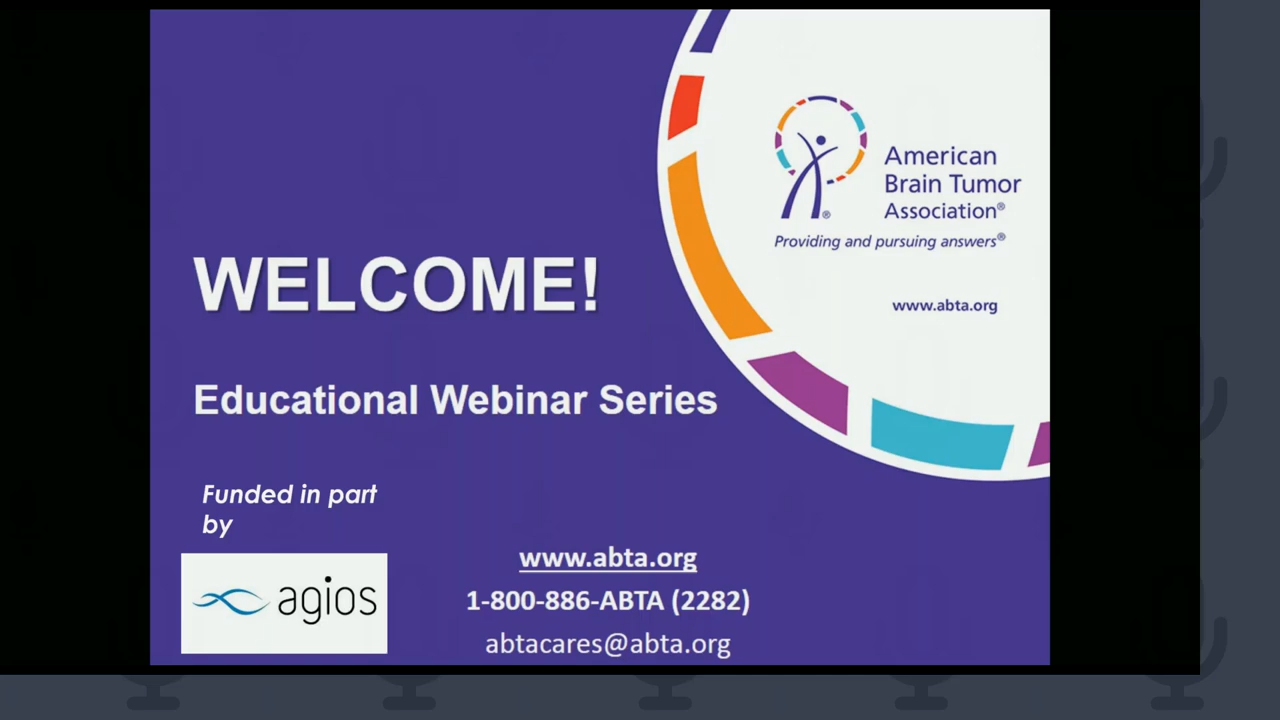 American
Brain Tumor
Association®
®
Providing and pursuing answers®
www.abta.org
WELCOME!
Educational Webinar Series
Funded in part
by
agios
www.abta.org
1-800-886-ABTA (2282)
abtacares@abta.org